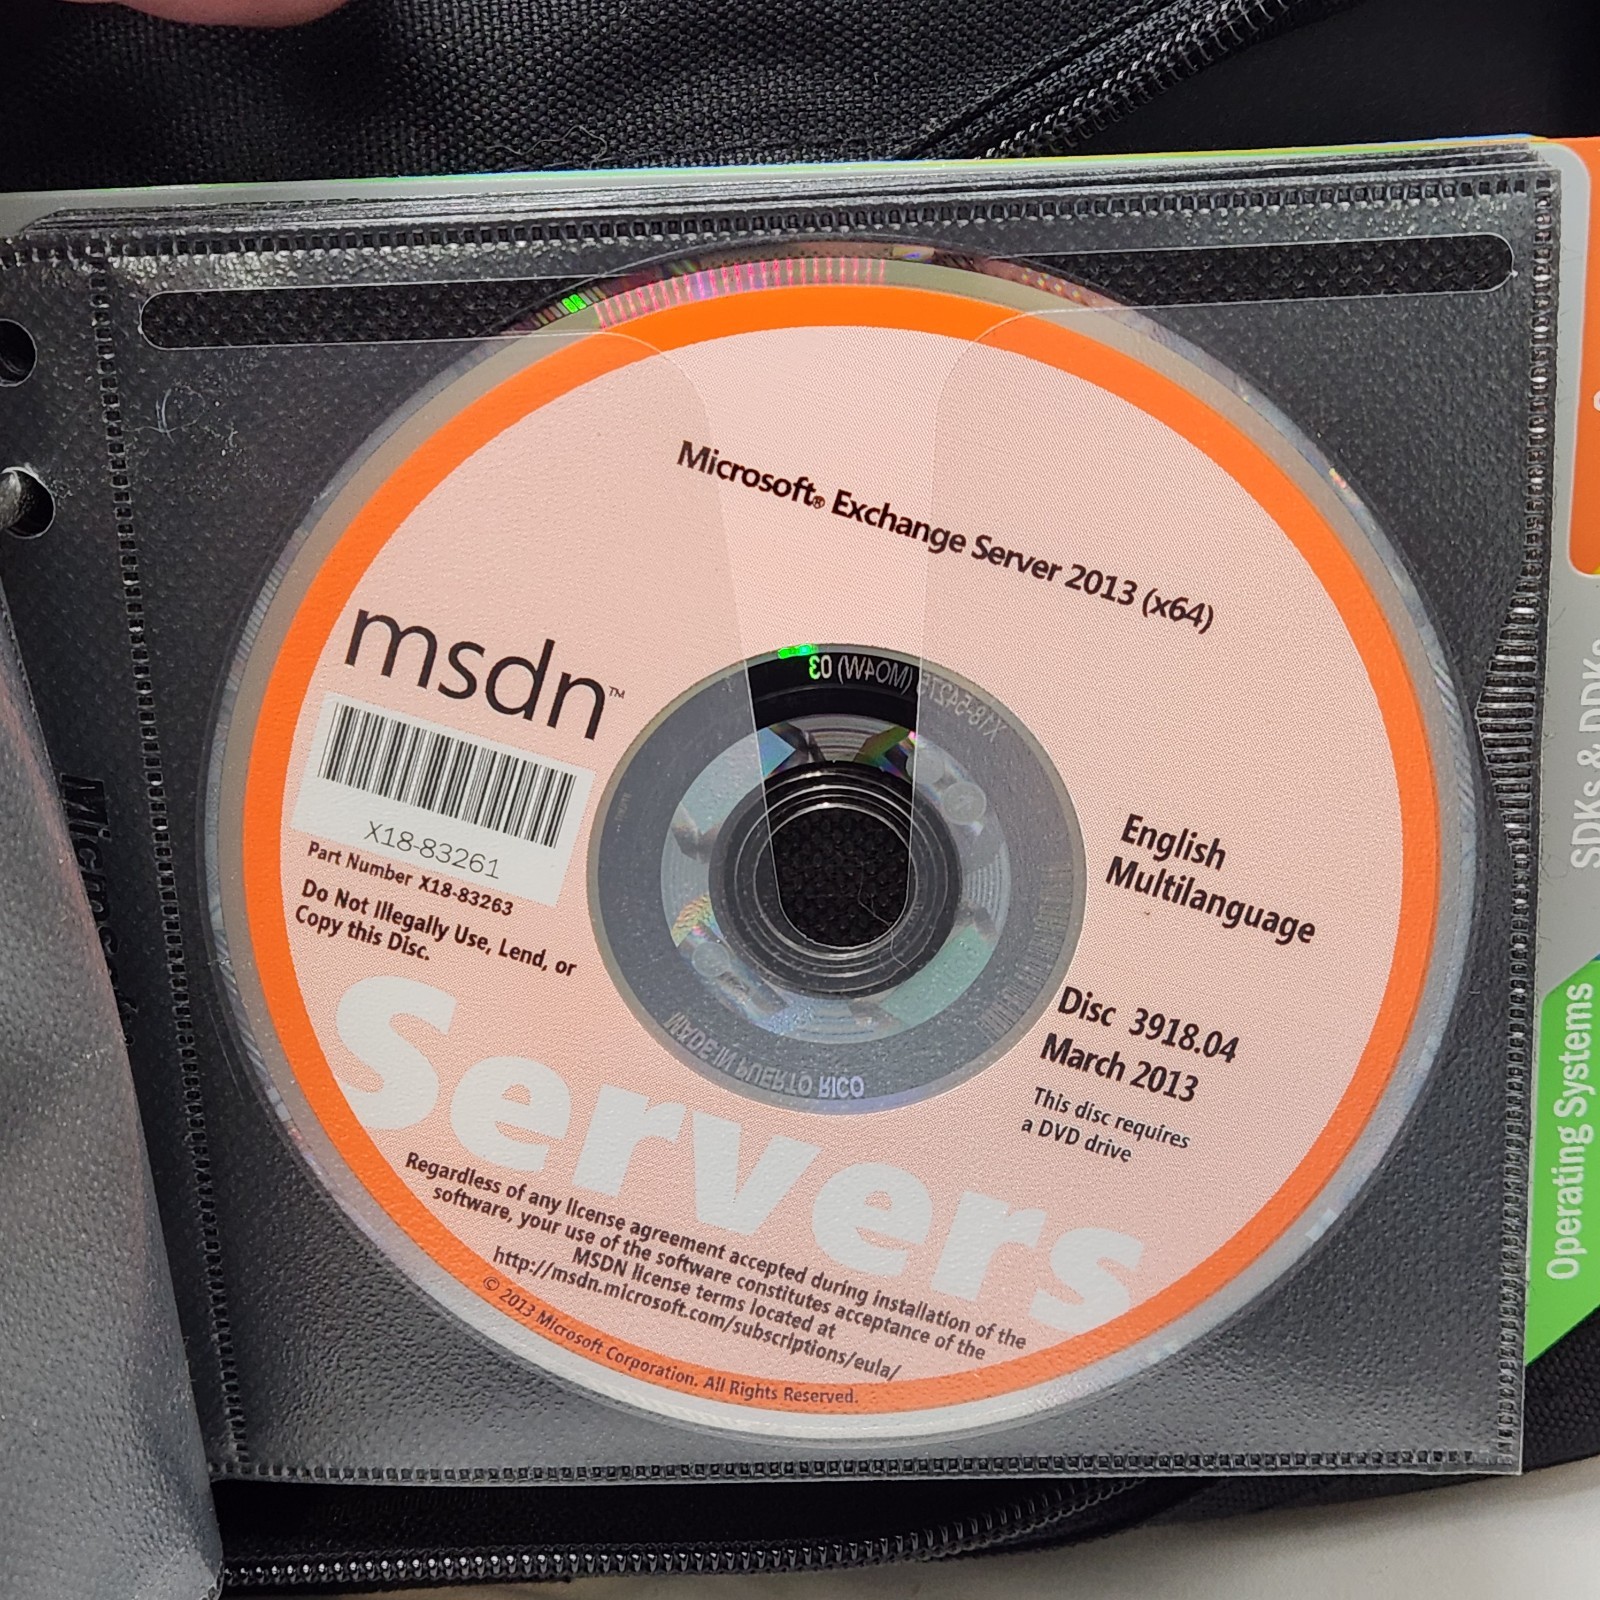 Microsoft® Exchange Server 2013 (x64)
msdn™
X18-83261
Part Number X18-83263
Do Not Illegally Use, Lend, or
Copy this Disc.
English
Multilanguage
Disc 3918.04
March 2013
This disc requires
a DVD drive
Servers
Regardless of any license agreement accepted during installation of the
software, your use of the software constitutes acceptance of the
MSDN license terms located at
http://msdn.microsoft.com/subscriptions/eula/
© 2013 Microsoft Corporation. All Rights Reserved.
MADE IN PUERTO RICO
(MO4W) 03
SDKs & DDKs
Operating Systems